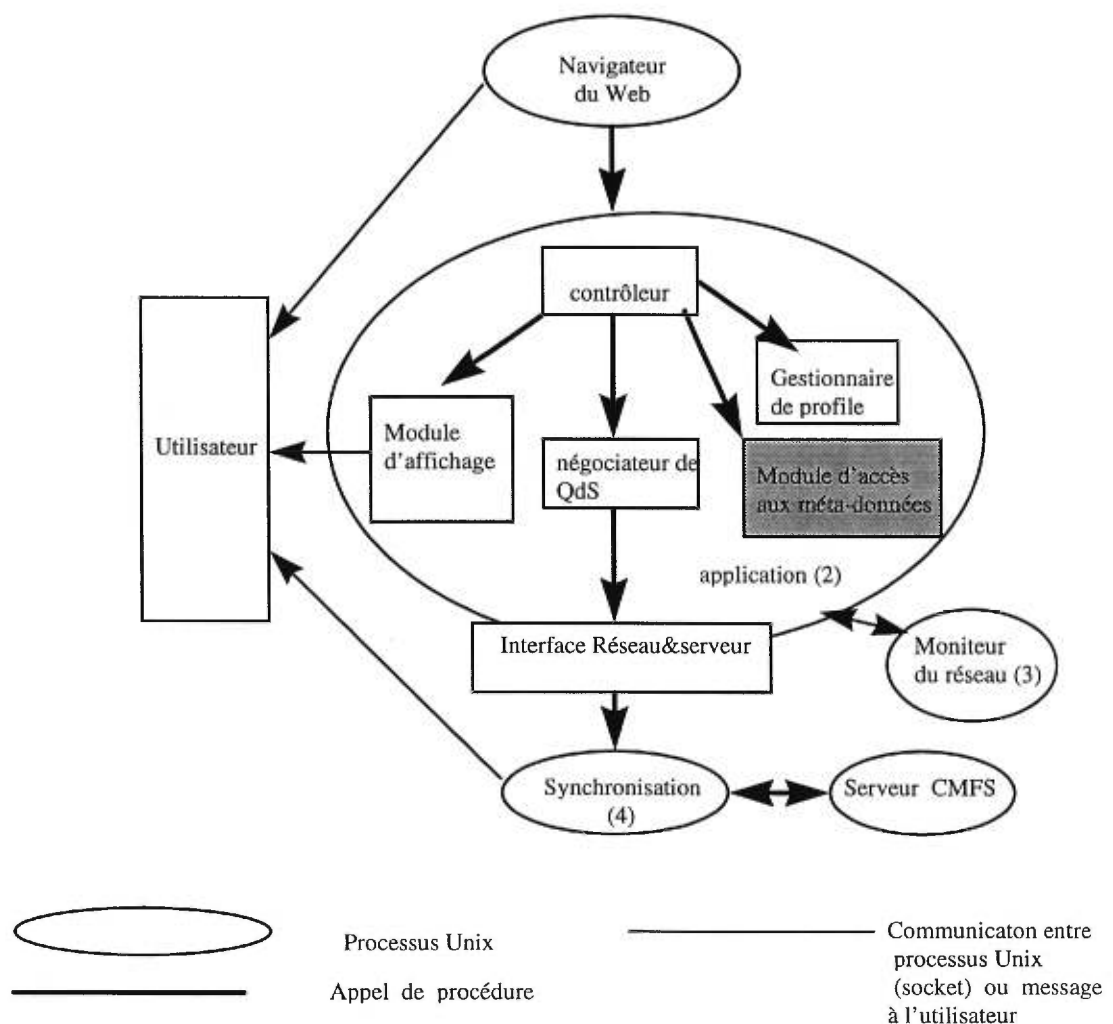 Navigateur
du Web
contrôleur
Gestionnaire
de profile
Utilisateur
Module
d'affichage
négociateur de
QdS
Module d'accès
aux méta-données
application (2)
Interface Réseau&serveur
Moniteur
du réseau (3)
Synchronisation
(4)
Serveur CMFS
Processus Unix
Appel de procédure
Communicaton entre
processus Unix
(socket) ou message
à l'utilisateur